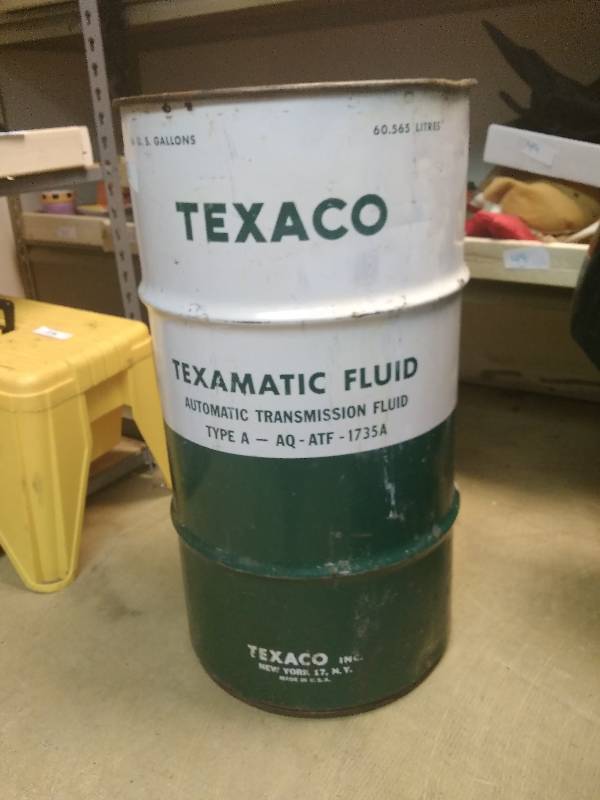 U. S. GALLONS
60.565 LITRES
TEXACO
TEXAMATIC FLUID
AUTOMATIC TRANSMISSION FLUID
TYPE A — AQ - ATF - 1735A
TEXACO INC.
NEW YORK 17, N. Y.
MADE IN U.S.A.